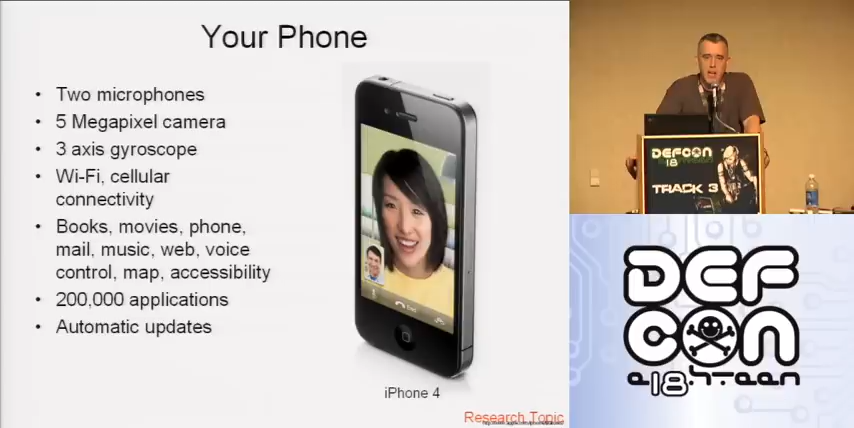 Your Phone
• Two microphones
• 5 Megapixel camera
• 3 axis gyroscope
• Wi-Fi, cellular
connectivity
• Books, movies, phone,
mail, music, web, voice
control, map, accessibility
• 200,000 applications
• Automatic updates
iPhone 4
Research Topic
DEFCON
18
TRACK 3
DEF
CON
e18hteen